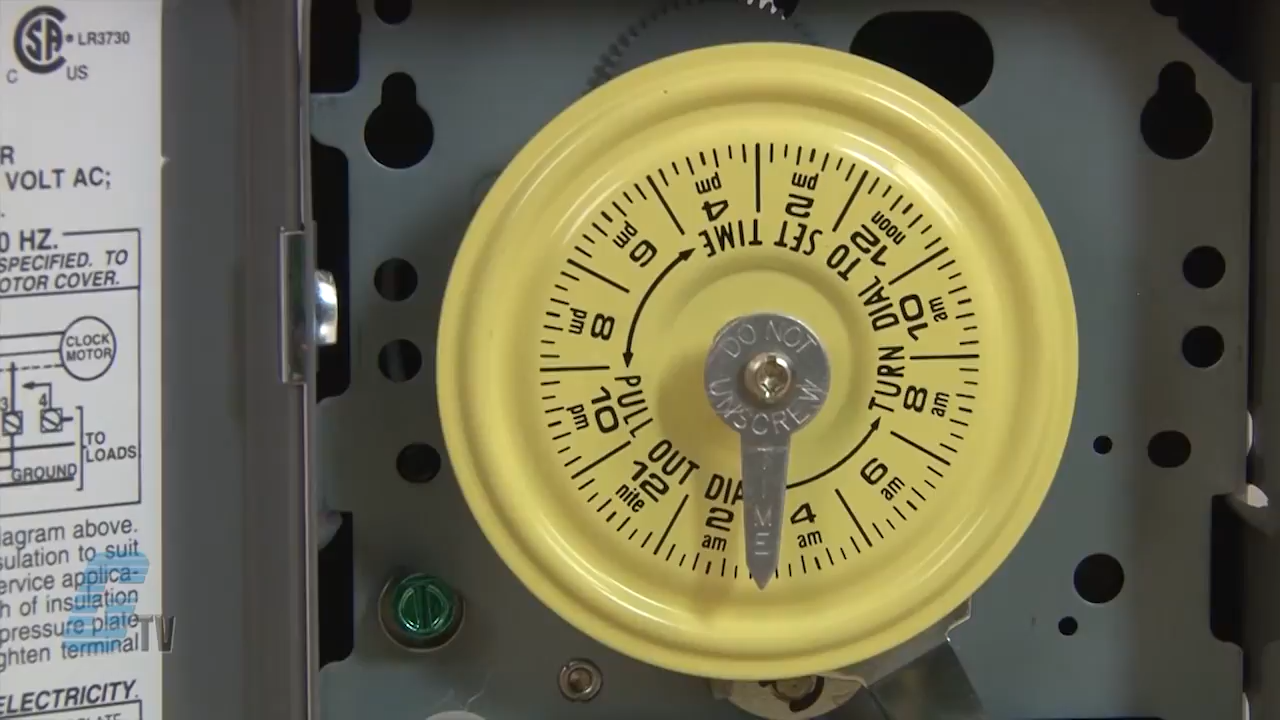 CSA LR3730
C US
R
VOLT AC;
0 HZ.
SPECIFIED. TO
OTOR COVER.
CLOCK
MOTOR
3 4
TO
LOADS
GROUND
iagram above.
sulation to suit
ervice applica-
h of insulation
pressure plate
ghten terminal
ELECTRICITY.
TV
TURN DIAL TO SET TIME
PULL OUT DIA
2 pm
4 pm
6 pm
8 pm
10 pm
12 nite
2 am
4 am
6 am
8 am
10 am
12 noon
DO NOT
UNSCREW
TIME